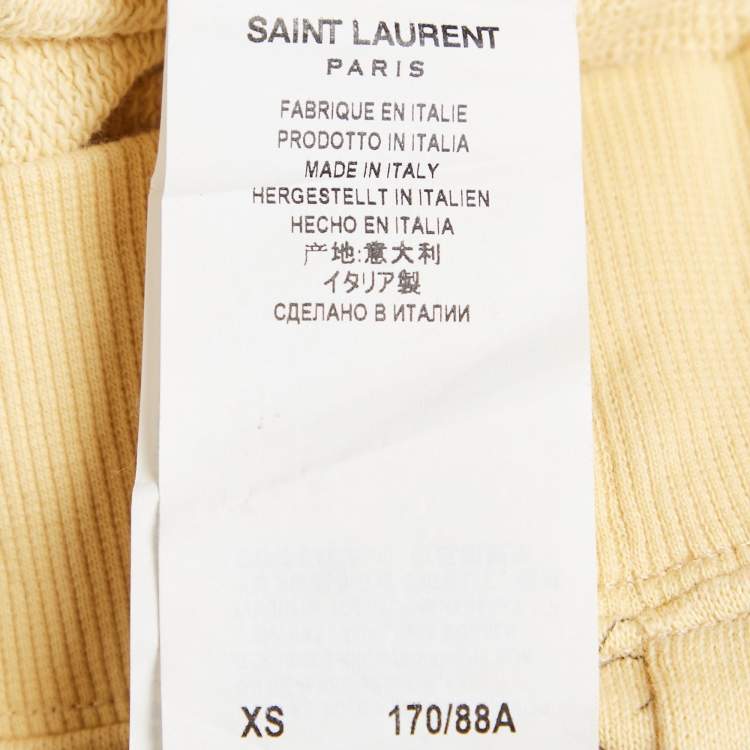 SAINT LAURENT
PARIS
FABRIQUE EN ITALIE
PRODOTTO IN ITALIA
MADE IN ITALY
HERGESTELLT IN ITALIEN
HECHO EN ITALIA
产地:意大利
イタリア製
СДЕЛАНО В ИТАЛИИ
XS 170/88A